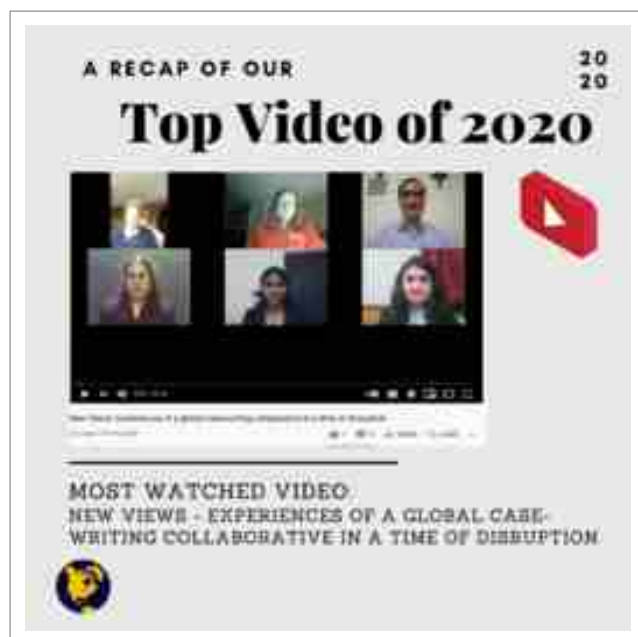 A RECAP OF OUR
20
20
Top Video of 2020
MOST WATCHED VIDEO
NEW VIEWS - EXPERIENCES OF A GLOBAL CASE-
WRITING COLLABORATIVE IN A TIME OF DISRUPTION